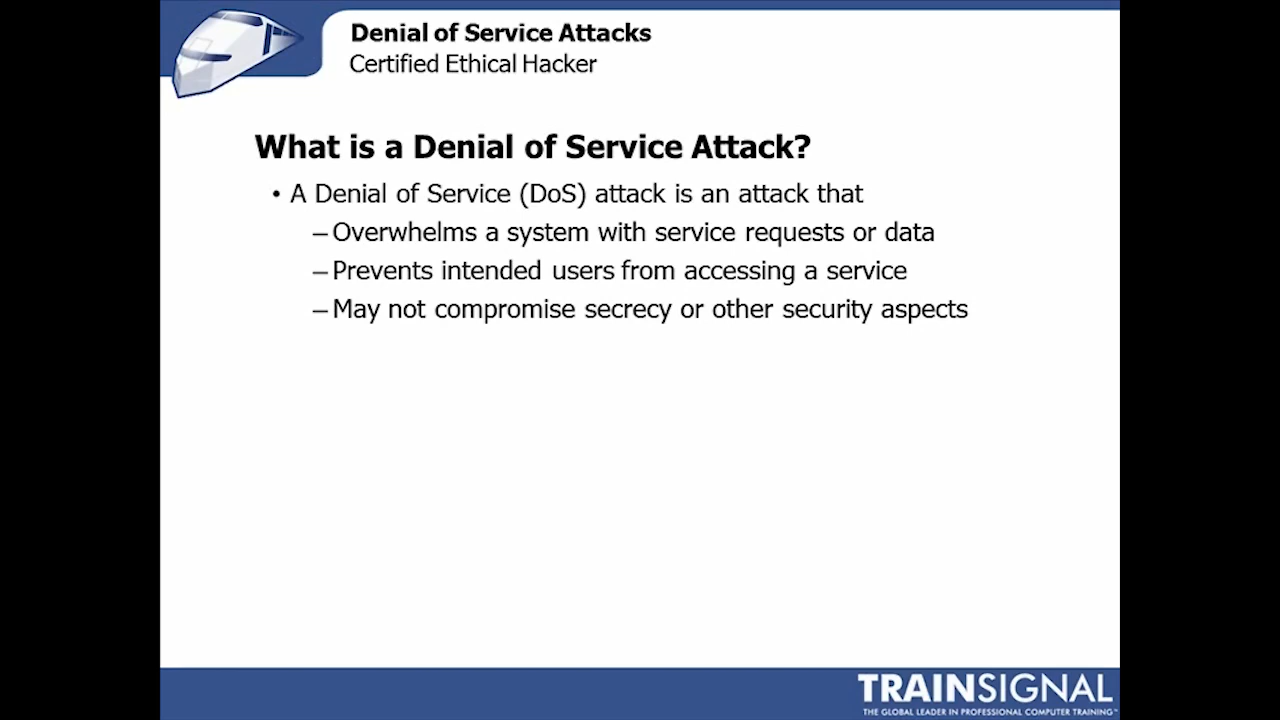 Denial of Service Attacks
Certified Ethical Hacker
What is a Denial of Service Attack?
• A Denial of Service (DoS) attack is an attack that
– Overwhelms a system with service requests or data
– Prevents intended users from accessing a service
– May not compromise secrecy or other security aspects
TRAINSIGNAL
THE GLOBAL LEADER IN PROFESSIONAL COMPUTER TRAINING™